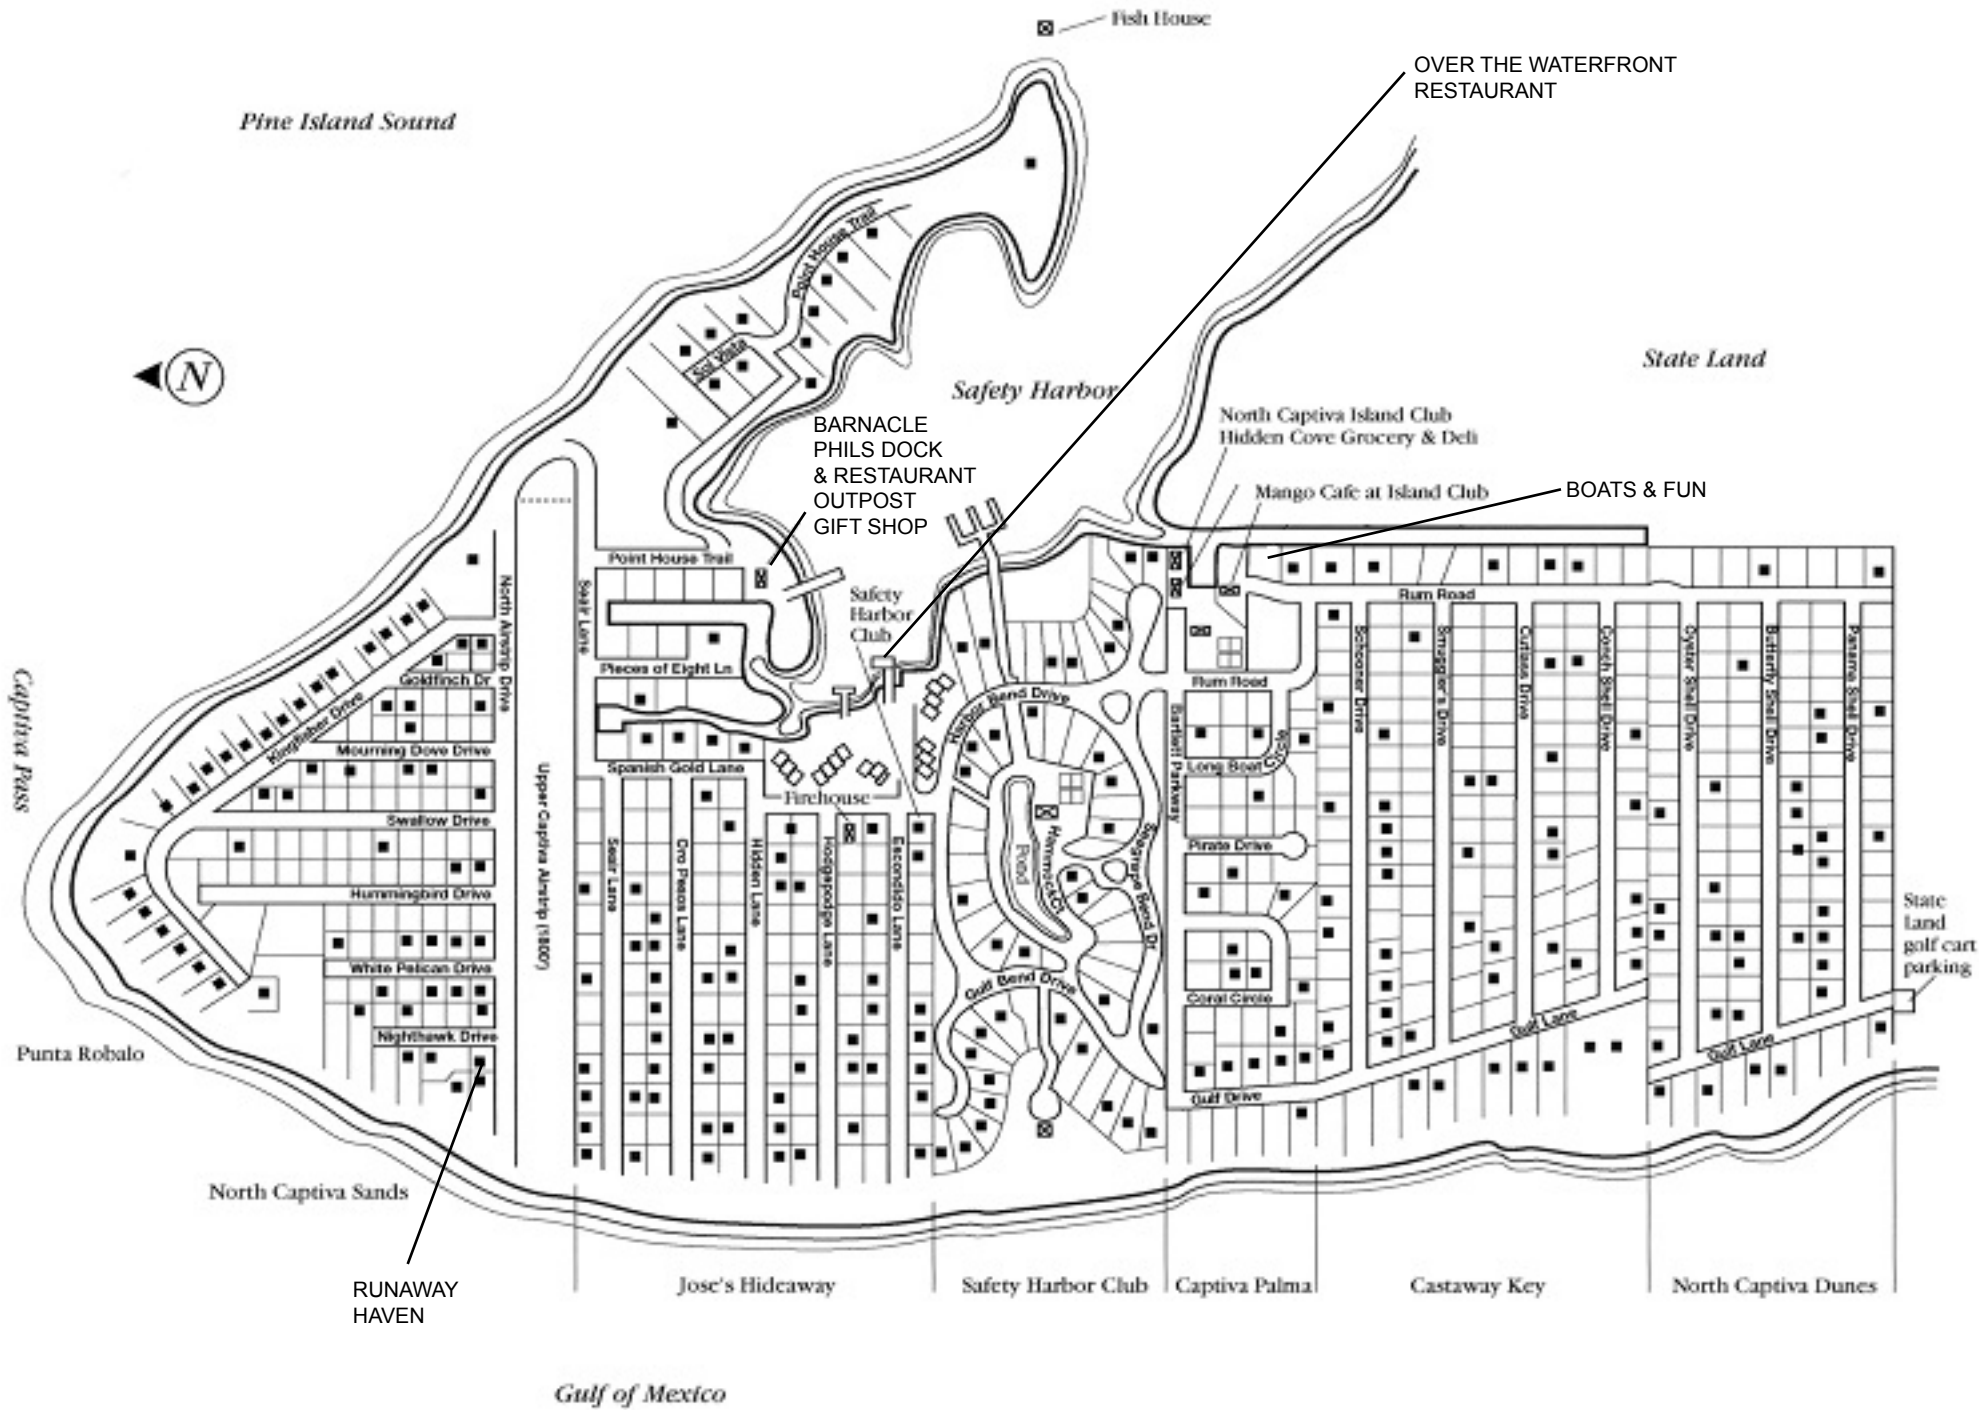 Fish House
OVER THE WATERFRONT
RESTAURANT
Pine Island Sound
Point House Trail
Sol Vista
N
State Land
Safety Harbor
North Captiva Island Club
Hidden Cove Grocery & Deli
BARNACLE
PHILS DOCK
& RESTAURANT
OUTPOST
GIFT SHOP
Mango Cafe at Island Club
BOATS & FUN
Point House Trail
North Airstrip Drive
Seair Lane
Safety
Harbor
Club
Rum Road
Pieces of Eight Ln
Goldfinch Dr
Kingfisher Drive
Mourning Dove Drive
Captiva Pass
Harbor Bend Drive
Rum Road
Schooner Drive
Smuggler's Drive
Cutlass Drive
Conch Shell Drive
Oyster Shell Drive
Butterfly Shell Drive
Panama Shell Drive
Bartlett Parkway
Long Boat Circle
Spanish Gold Lane
Upper Captiva Airstrip (1800')
Firehouse
Swallow Drive
Seair Lane
Oro Pesos Lane
Hidden Lane
Hodgepodge Lane
Escondido Lane
Pond
Hammock Ct
Seagrape Bend Dr
Pirate Drive
Hummingbird Drive
State
Land
golf cart
parking
White Pelican Drive
Gulf Bend Drive
Coral Circle
Nighthawk Drive
Gulf Lane
Gulf Lane
Punta Robalo
Gulf Drive
North Captiva Sands
RUNAWAY
HAVEN
Jose's Hideaway
Safety Harbor Club
Captiva Palma
Castaway Key
North Captiva Dunes
Gulf of Mexico